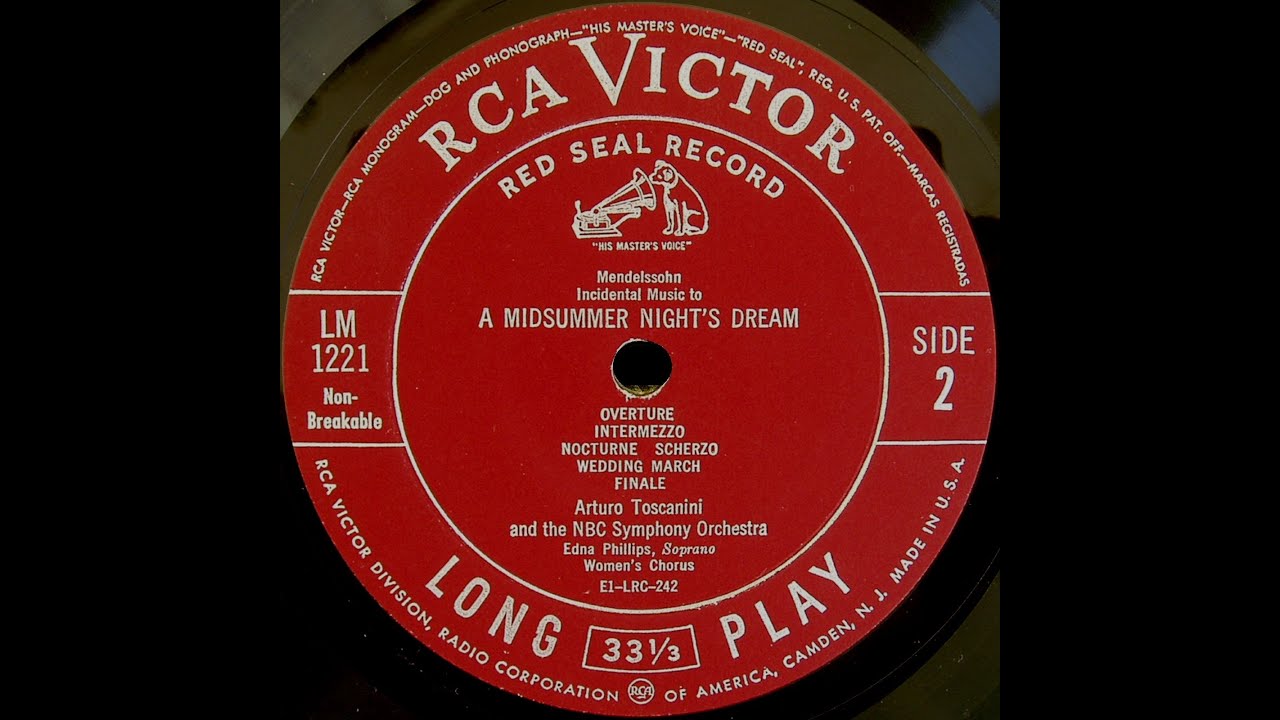 RCA VICTOR—RCA MONOGRAM—DOG AND PHONOGRAPH—"HIS MASTER'S VOICE"—"RED SEAL", REG. U. S. PAT. OFF.—MARCAS REGISTRADAS
RCA VICTOR
RED SEAL RECORD
"HIS MASTER'S VOICE"
Mendelssohn
Incidental Music to
A MIDSUMMER NIGHT'S DREAM
LM
1221
Non-
Breakable
SIDE
2
OVERTURE
INTERMEZZO
NOCTURNE SCHERZO
WEDDING MARCH
FINALE
Arturo Toscanini
and the NBC Symphony Orchestra
Edna Phillips, Soprano
Women's Chorus
E1-LRC-242
LONG 33 1/3 PLAY
RCA VICTOR DIVISION, RADIO CORPORATION RCA OF AMERICA, CAMDEN, N. J. MADE IN U. S. A.